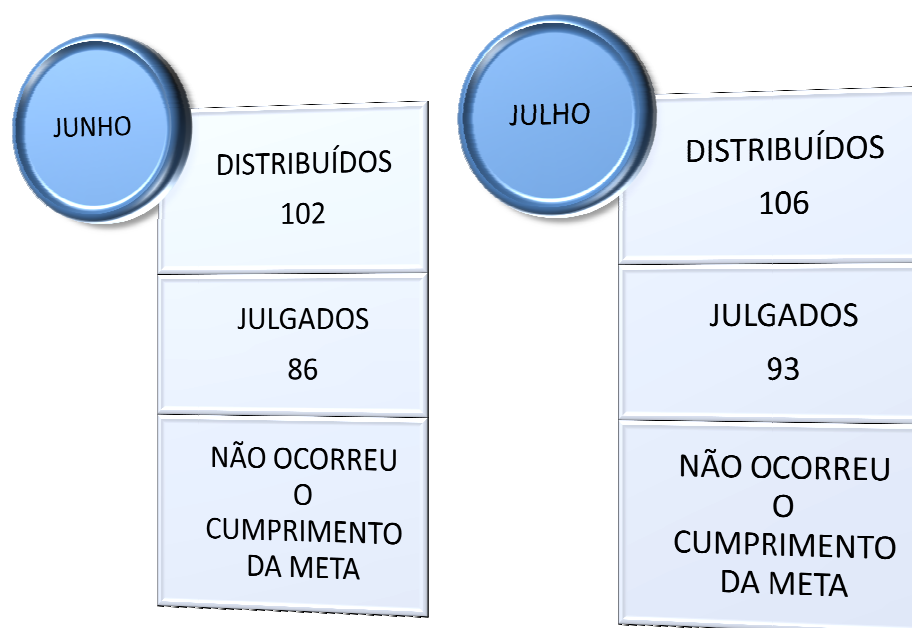 JUNHO
DISTRIBUÍDOS
102
JULGADOS
86
NÃO OCORREU
O
CUMPRIMENTO
DA META
JULHO
DISTRIBUÍDOS
106
JULGADOS
93
NÃO OCORREU
O
CUMPRIMENTO
DA META